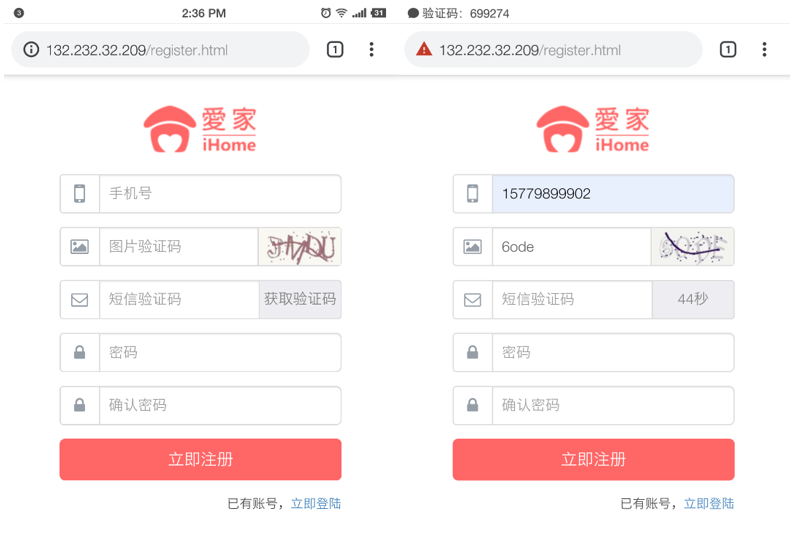 3
2:36 PM
31
132.232.32.209/register.html
1
愛家
iHome
手机号
图片验证码
短信验证码
获取验证码
密码
确认密码
立即注册
已有账号，立即登陆
验证码：699274
132.232.32.209/register.html
1
愛家
iHome
15779899902
6ode
短信验证码
44秒
密码
确认密码
立即注册
已有账号，立即登陆